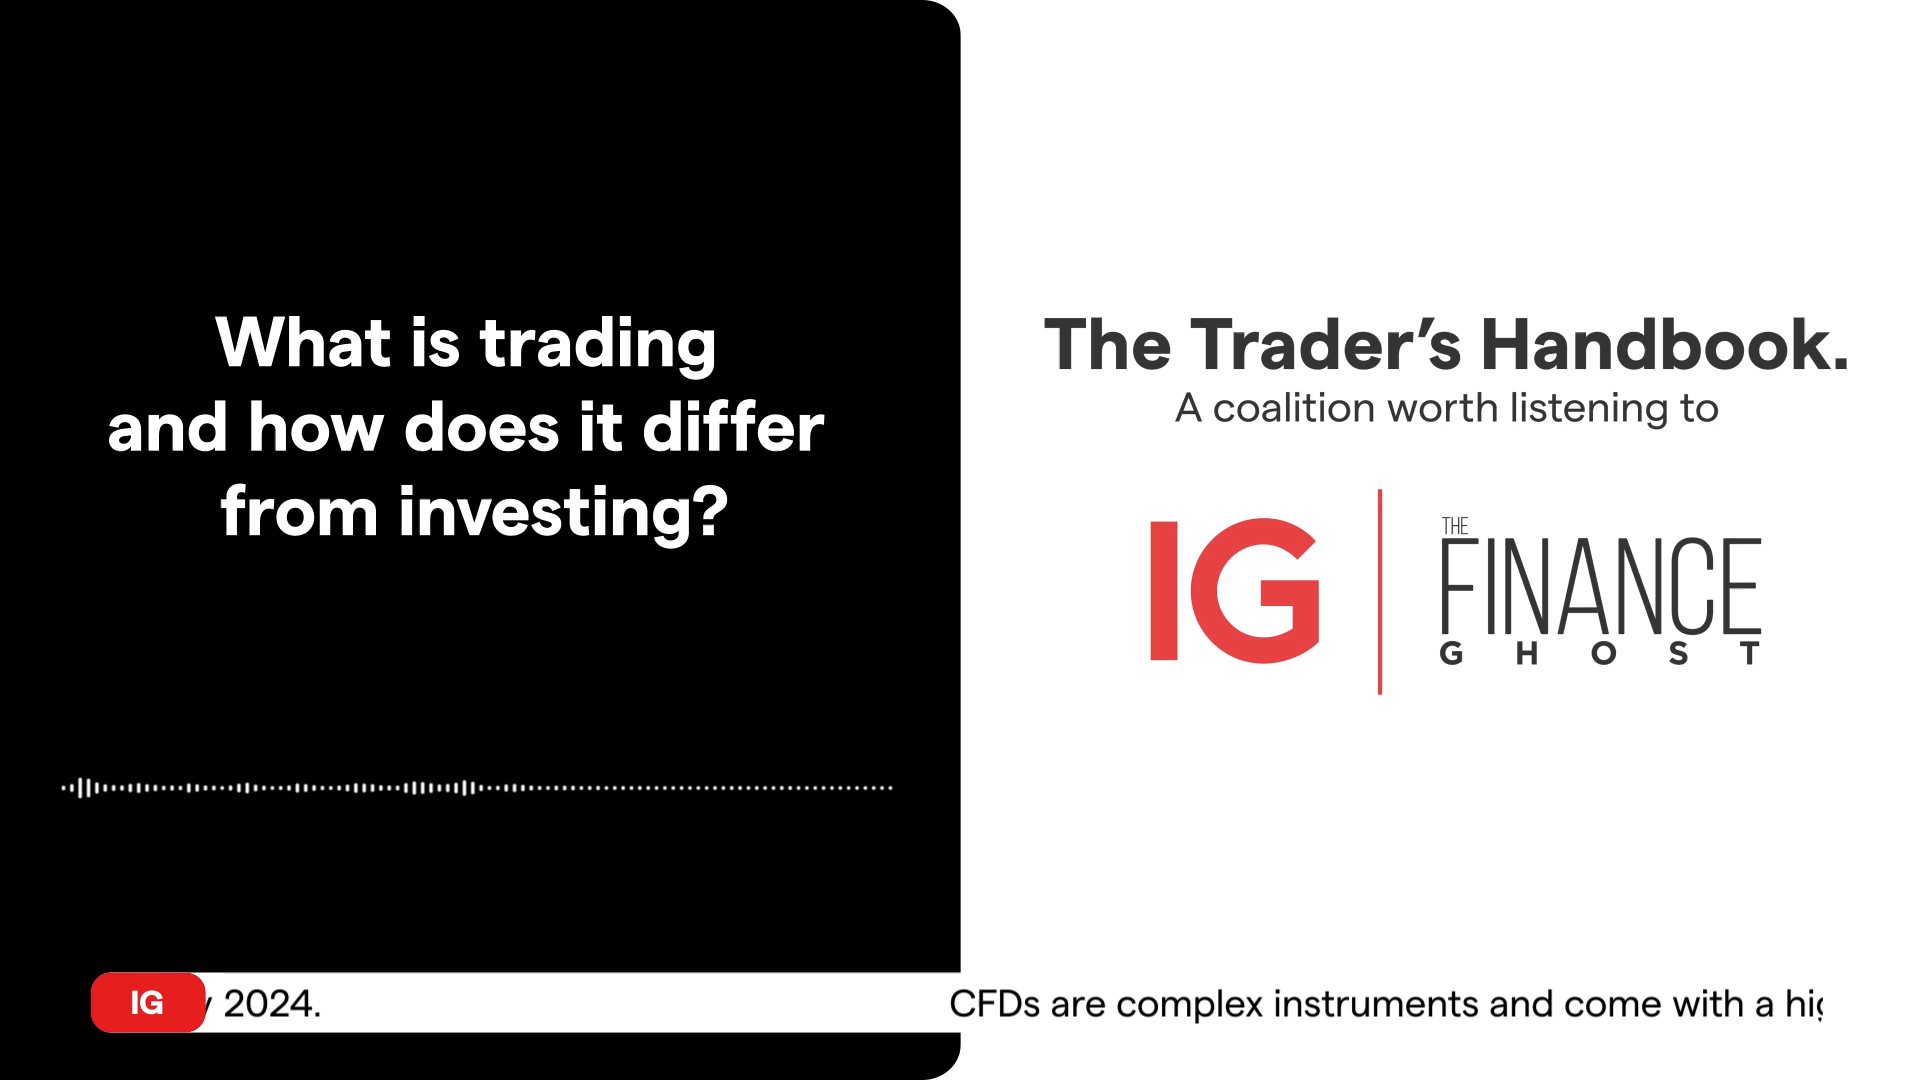 What is trading
and how does it differ
from investing?
The Trader’s Handbook.
A coalition worth listening to
IG
THE
FINANCE
GHOST
IG
2024.
CFDs are complex instruments and come with a